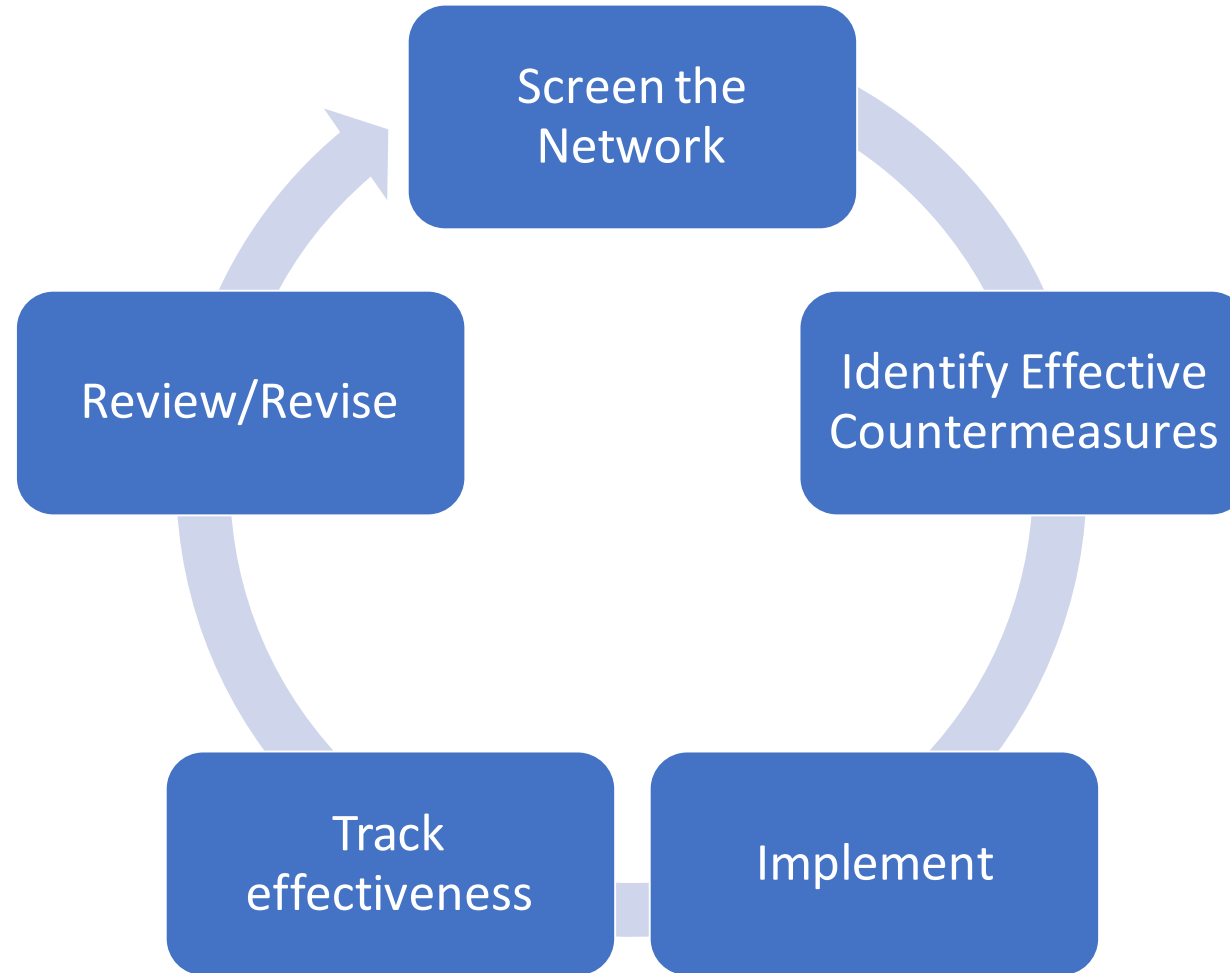 Screen the
Network
Identify Effective
Countermeasures
Implement
Track
effectiveness
Review/Revise